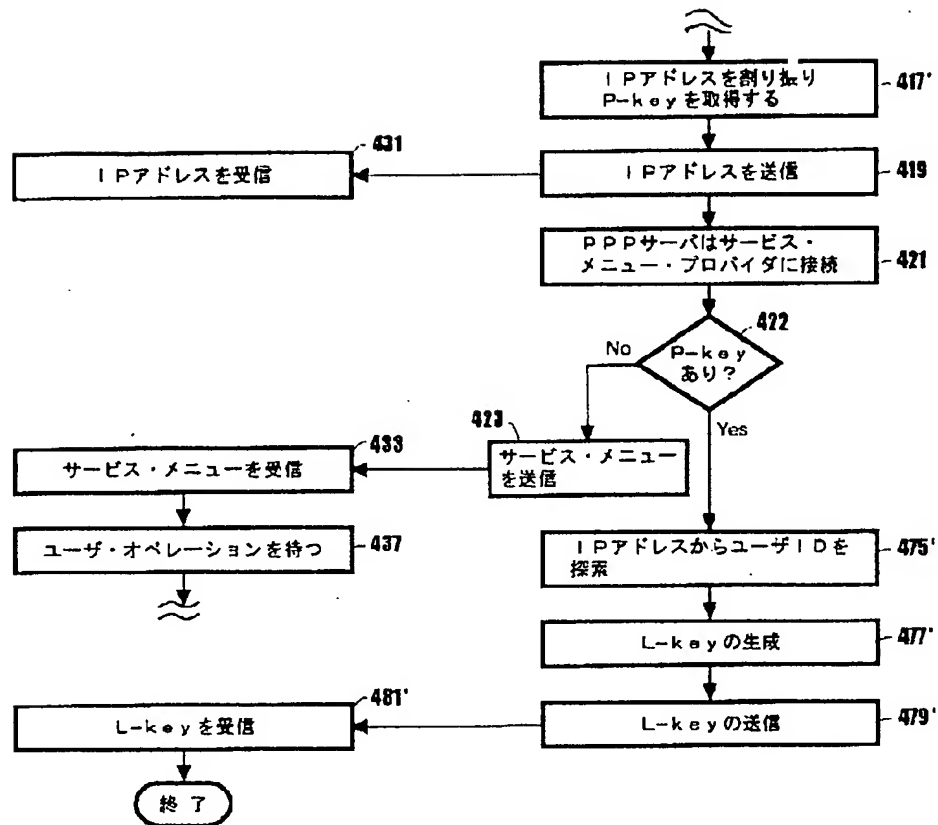 IPアドレスを割り振り
P-keyを取得する
417'
431
IPアドレスを受信
IPアドレスを送信
419
PPPサーバはサービス・
メニュー・プロバイダに接続
421
422
No
P-key
あり?
Yes
423
433
サービス・メニューを受信
サービス・メニュー
を送信
ユーザ・オペレーションを待つ
437
IPアドレスからユーザIDを
探索
475'
L-keyの生成
477'
481'
L-keyを受信
L-keyの送信
479'
終了